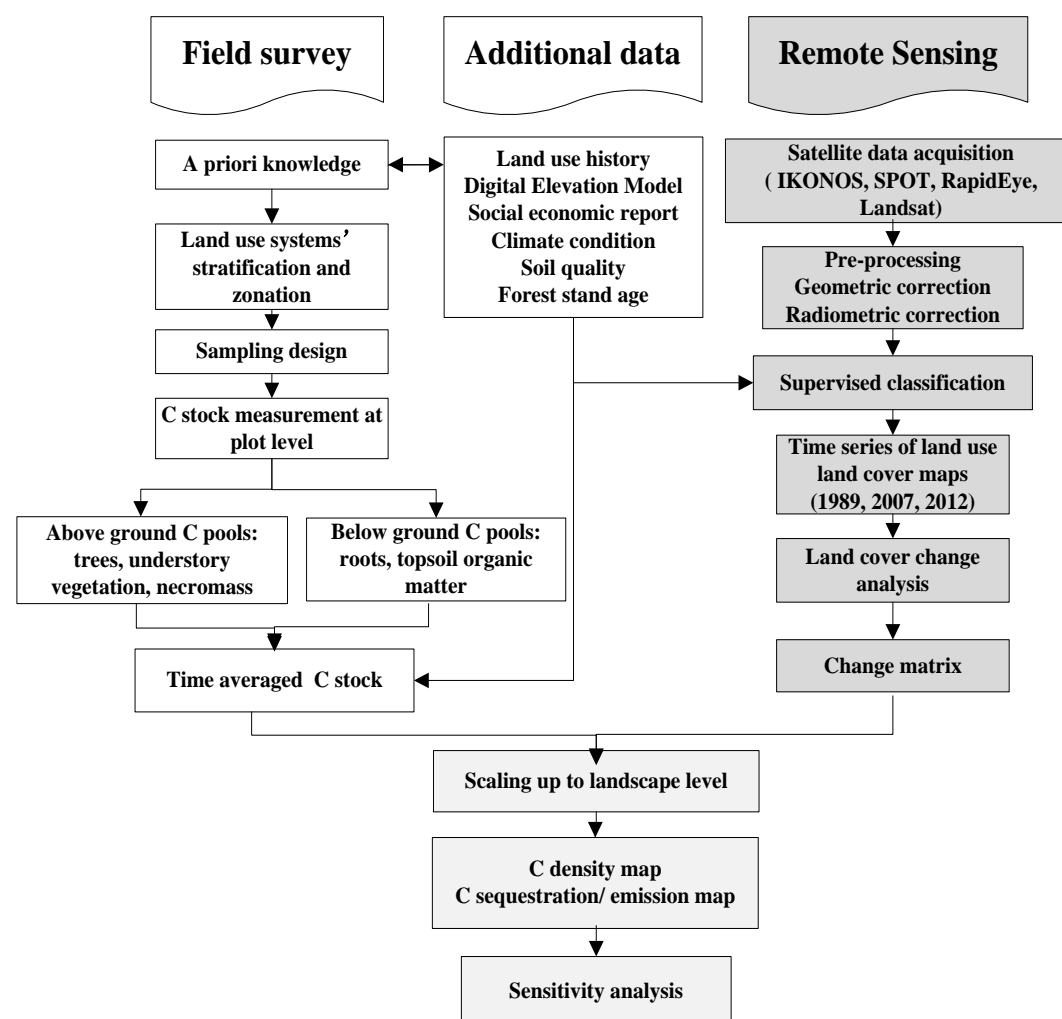 Field survey
Additional data
Remote Sensing
A priori knowledge
Land use systems’
stratification and
zonation
Sampling design
C stock measurement at
plot level
Above ground C pools:
trees, understory
vegetation, necromass
Below ground C pools:
roots, topsoil organic
matter
Time averaged C stock
Land use history
Digital Elevation Model
Social economic report
Climate condition
Soil quality
Forest stand age
Satellite data acquisition
( IKONOS, SPOT, RapidEye,
Landsat)
Pre-processing
Geometric correction
Radiometric correction
Supervised classification
Time series of land use
land cover maps
(1989, 2007, 2012)
Land cover change
analysis
Change matrix
Scaling up to landscape level
C density map
C sequestration/ emission map
Sensitivity analysis